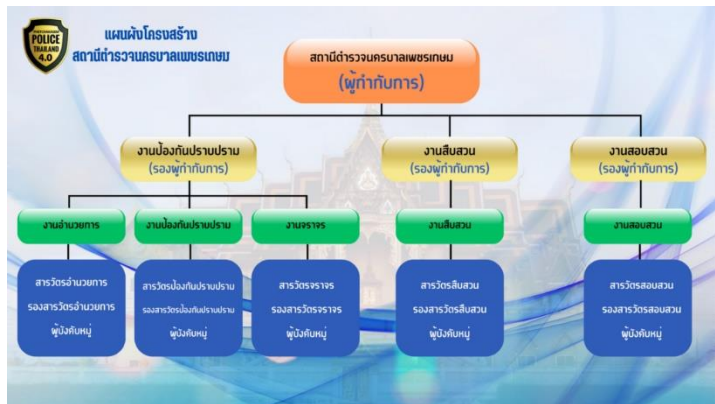 POLICE
THAILAND
4.0
แผนผังโครงสร้าง
สถานีตำรวจนครบาลเพชรเกษม
สถานีตำรวจนครบาลเพชรเกษม
(ผู้กำกับการ)
งานป้องกันปราบปราม
(รองผู้กำกับการ)
งานสืบสวน
(รองผู้กำกับการ)
งานสอบสวน
(รองผู้กำกับการ)
งานอำนวยการ
งานป้องกันปราบปราม
งานจราจร
งานสืบสวน
งานสอบสวน
สารวัตรอำนวยการ
รองสารวัตรอำนวยการ
ผู้บังคับหมู่
สารวัตรป้องกันปราบปราม
รองสารวัตรป้องกันปราบปราม
ผู้บังคับหมู่
สารวัตรจราจร
รองสารวัตรจราจร
ผู้บังคับหมู่
สารวัตรสืบสวน
รองสารวัตรสืบสวน
ผู้บังคับหมู่
สารวัตรสอบสวน
รองสารวัตรสอบสวน
ผู้บังคับหมู่